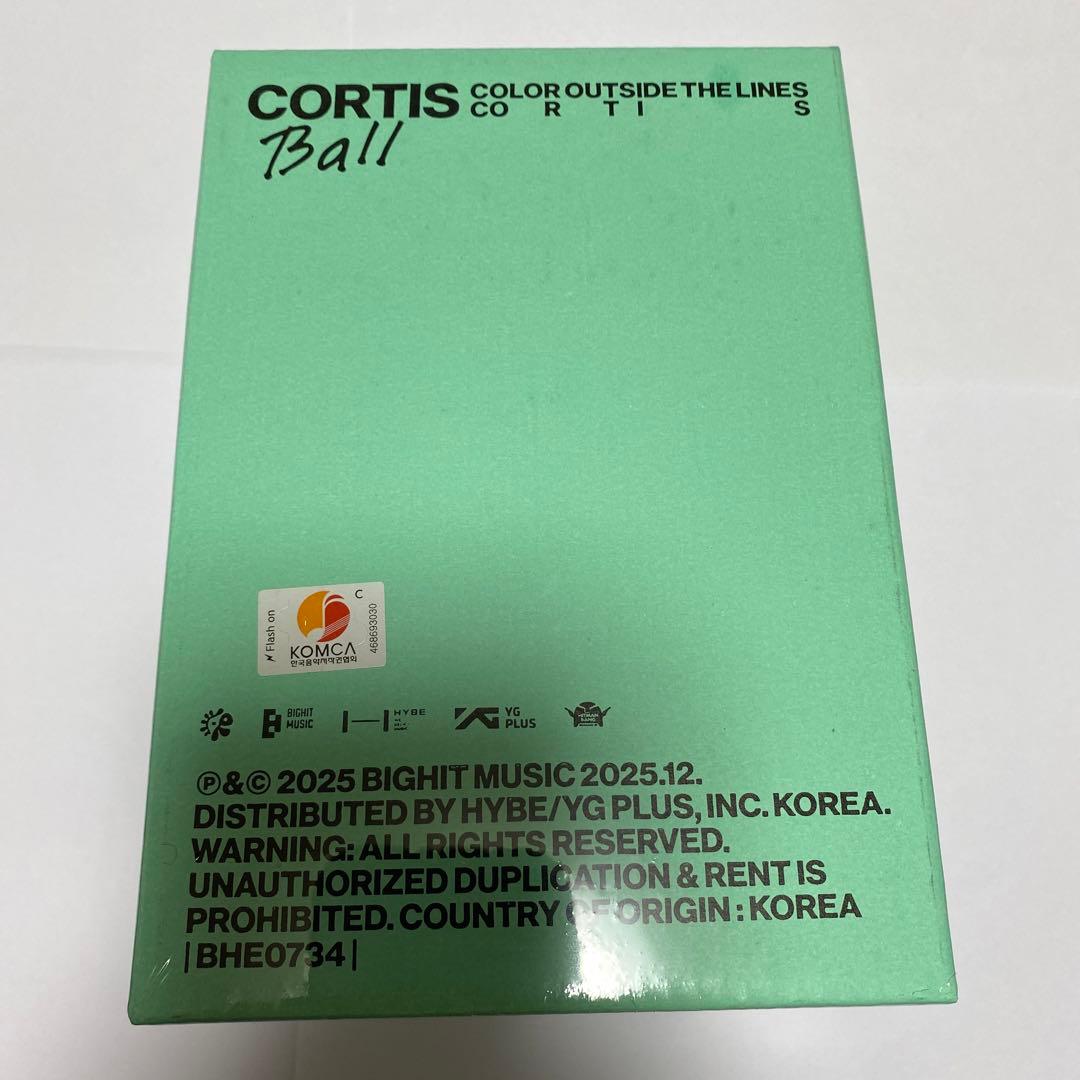 CORTIS COLOR OUTSIDE THE LINES
CO R T I S
Ball
Flash on
C
468693030
KOMCA
한국음악저작권협회
BIGHIT
MUSIC
HYBE
YG
PLUS
HITMAN
BANG
Ⓟ&© 2025 BIGHIT MUSIC 2025.12.
DISTRIBUTED BY HYBE/YG PLUS, INC. KOREA.
WARNING: ALL RIGHTS RESERVED.
UNAUTHORIZED DUPLICATION & RENT IS
PROHIBITED. COUNTRY OF ORIGIN : KOREA
| BHE0734 |